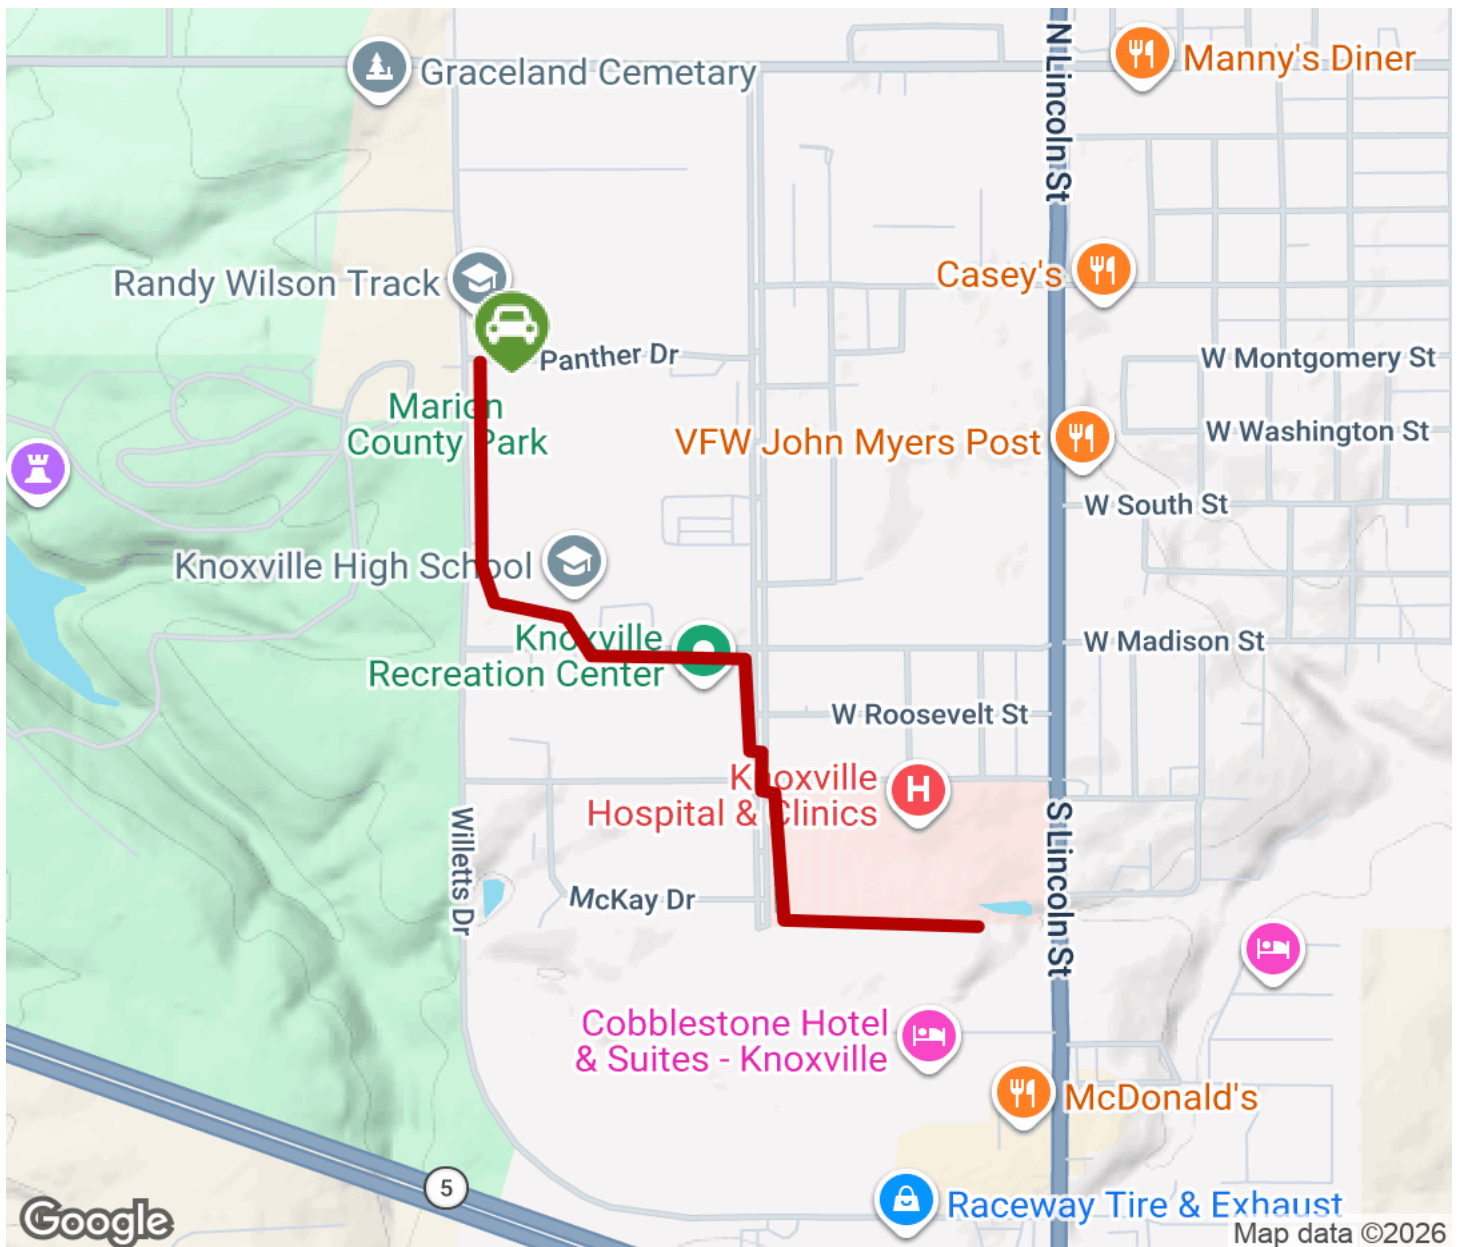 N Lincoln St
Manny's Diner
Graceland Cemetary
Casey's
Randy Wilson Track
Panther Dr
W Montgomery St
Marion
County Park
VFW John Myers Post
W Washington St
W South St
Knoxville High School
Knoxville
Recreation Center
W Madison St
W Roosevelt St
Knoxville
Hospital & Clinics
H
S Lincoln St
Willetts Dr
McKay Dr
Cobblestone Hotel
& Suites - Knoxville
McDonald's
5
Raceway Tire & Exhaust
Google
Map data ©2026